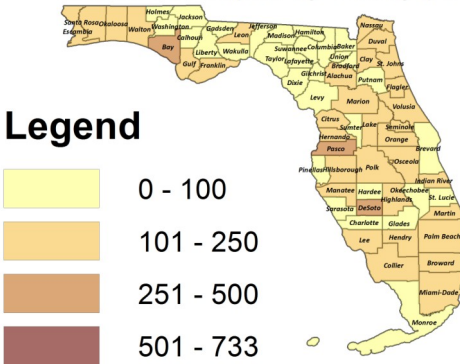 Holmes
Jackson
Santa Rosa Okaloosa
Washington
Gadsden
Jefferson
Nassau
Escambia
Walton
Calhoun
Leon
Madison
Hamilton
Duval
Bay
Liberty
Wakulla
Suwannee
Columbia
Baker
Taylor
Lafayette
Union
Clay
St. Johns
Gulf
Franklin
Bradford
Gilchrist
Alachua
Putnam
Dixie
Flagler
Levy
Marion
Volusia
Legend
Citrus
Sumter
Lake
Seminole
Hernando
Orange
Brevard
Pasco
Osceola
0 - 100
Pinellas
Hillsborough
Polk
Indian River
Manatee
Hardee
Okeechobee
St. Lucie
Highlands
Sarasota
DeSoto
Martin
101 - 250
Charlotte
Glades
Lee
Hendry
Palm Beach
Collier
Broward
251 - 500
Miami-Dade
Monroe
501 - 733